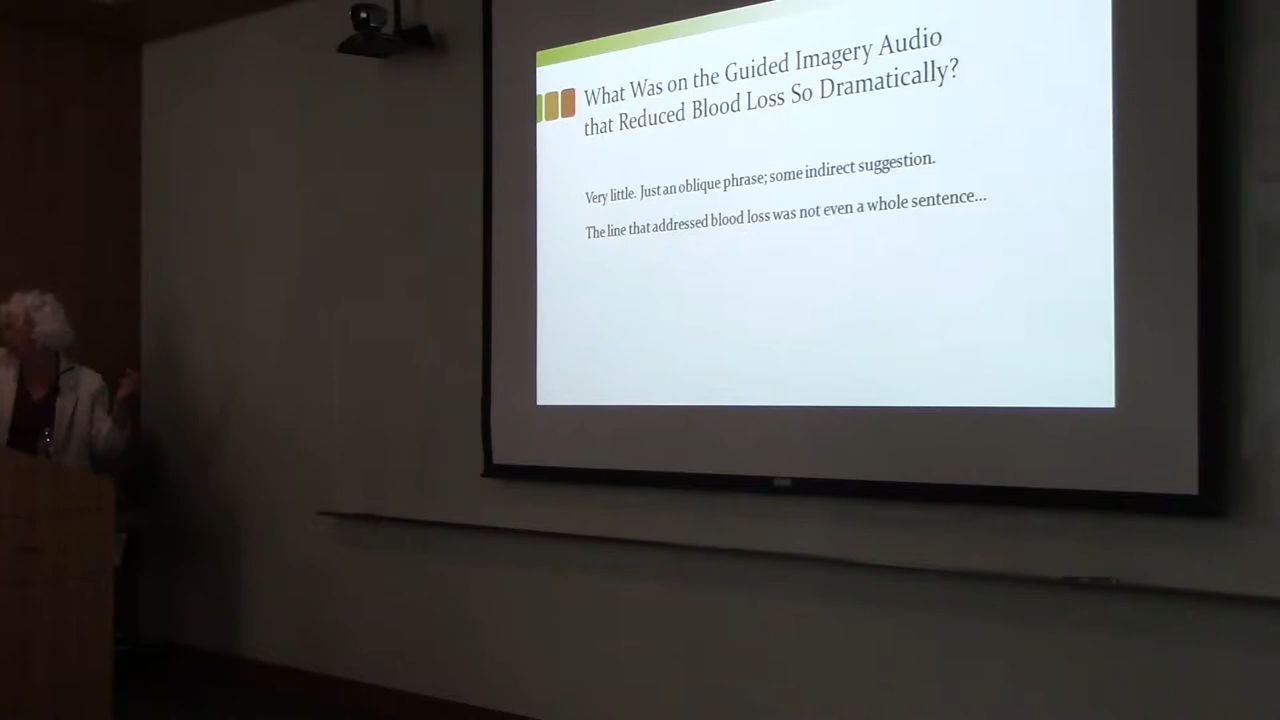 What Was on the Guided Imagery Audio
that Reduced Blood Loss So Dramatically?
Very little. Just an oblique phrase; some indirect suggestion.
The line that addressed blood loss was not even a whole sentence...